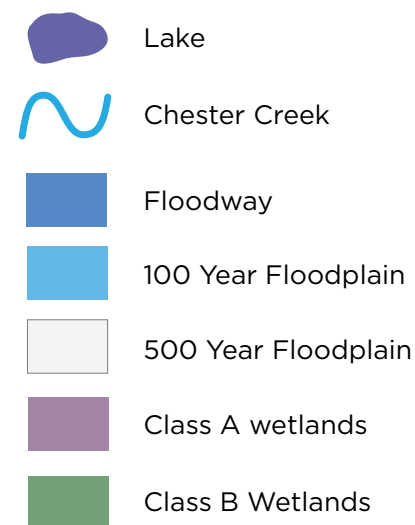 Lake
Chester Creek
Floodway
100 Year Floodplain
500 Year Floodplain
Class A wetlands
Class B Wetlands